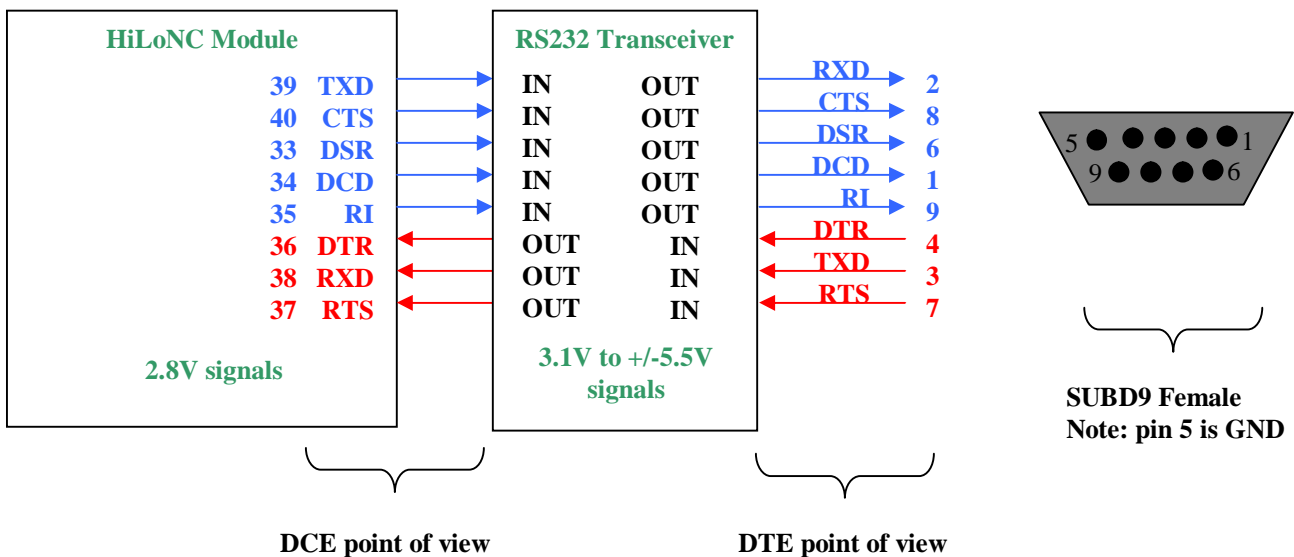 HiLoNC Module
39 TXD
40 CTS
33 DSR
34 DCD
35 RI
36 DTR
38 RXD
37 RTS
2.8V signals
RS232 Transceiver
IN OUT
IN OUT
IN OUT
IN OUT
IN OUT
OUT IN
OUT IN
OUT IN
3.1V to +/-5.5V
signals
RXD 2
CTS 8
DSR 6
DCD 1
RI 9
DTR 4
TXD 3
RTS 7
5 1
9 6
SUBD9 Female
Note: pin 5 is GND
DCE point of view
DTE point of view